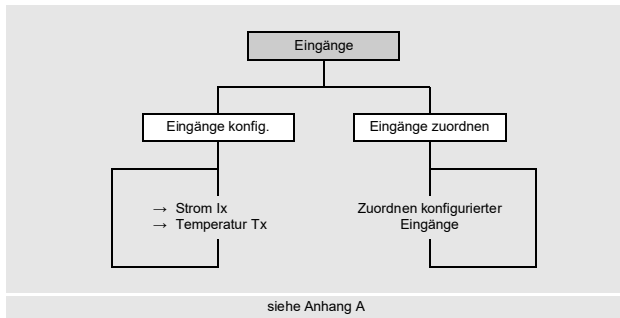 Eingänge
Eingänge konfig.
Eingänge zuordnen
→ Strom Ix
→ Temperatur Tx
Zuordnen konfigurierter
Eingänge
siehe Anhang A